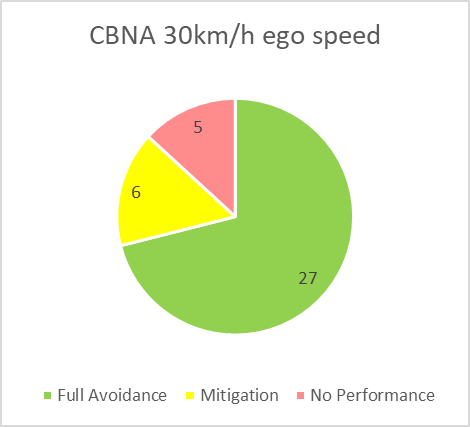 CBNA 30km/h ego speed
5
6
27
Full Avoidance Mitigation No Performance